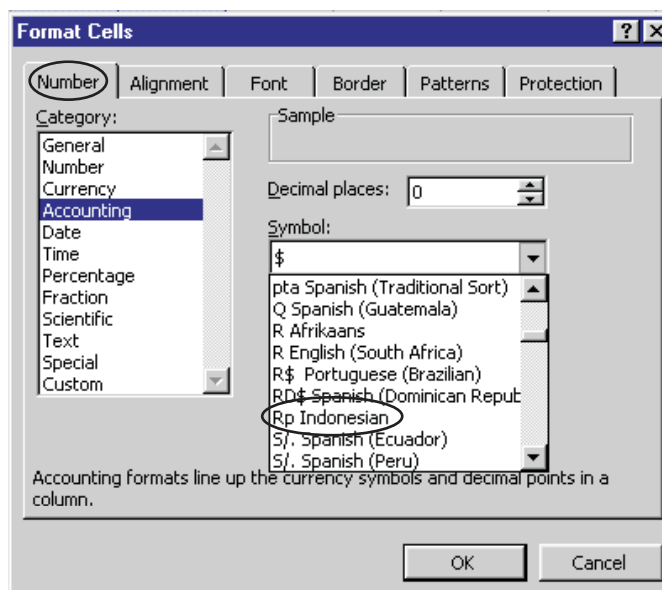 Format Cells
Number Alignment Font Border Patterns Protection
Category:
General
Number
Currency
Accounting
Date
Time
Percentage
Fraction
Scientific
Text
Special
Custom
Sample
Decimal places: 0
Symbol:
$
pta Spanish (Traditional Sort)
Q Spanish (Guatemala)
R Afrikaans
R English (South Africa)
R$ Portuguese (Brazilian)
RD$ Spanish (Dominican Repub
Rp Indonesian
S/. Spanish (Ecuador)
S/. Spanish (Peru)
Accounting formats line up the currency symbols and decimal points in a
column.
OK Cancel